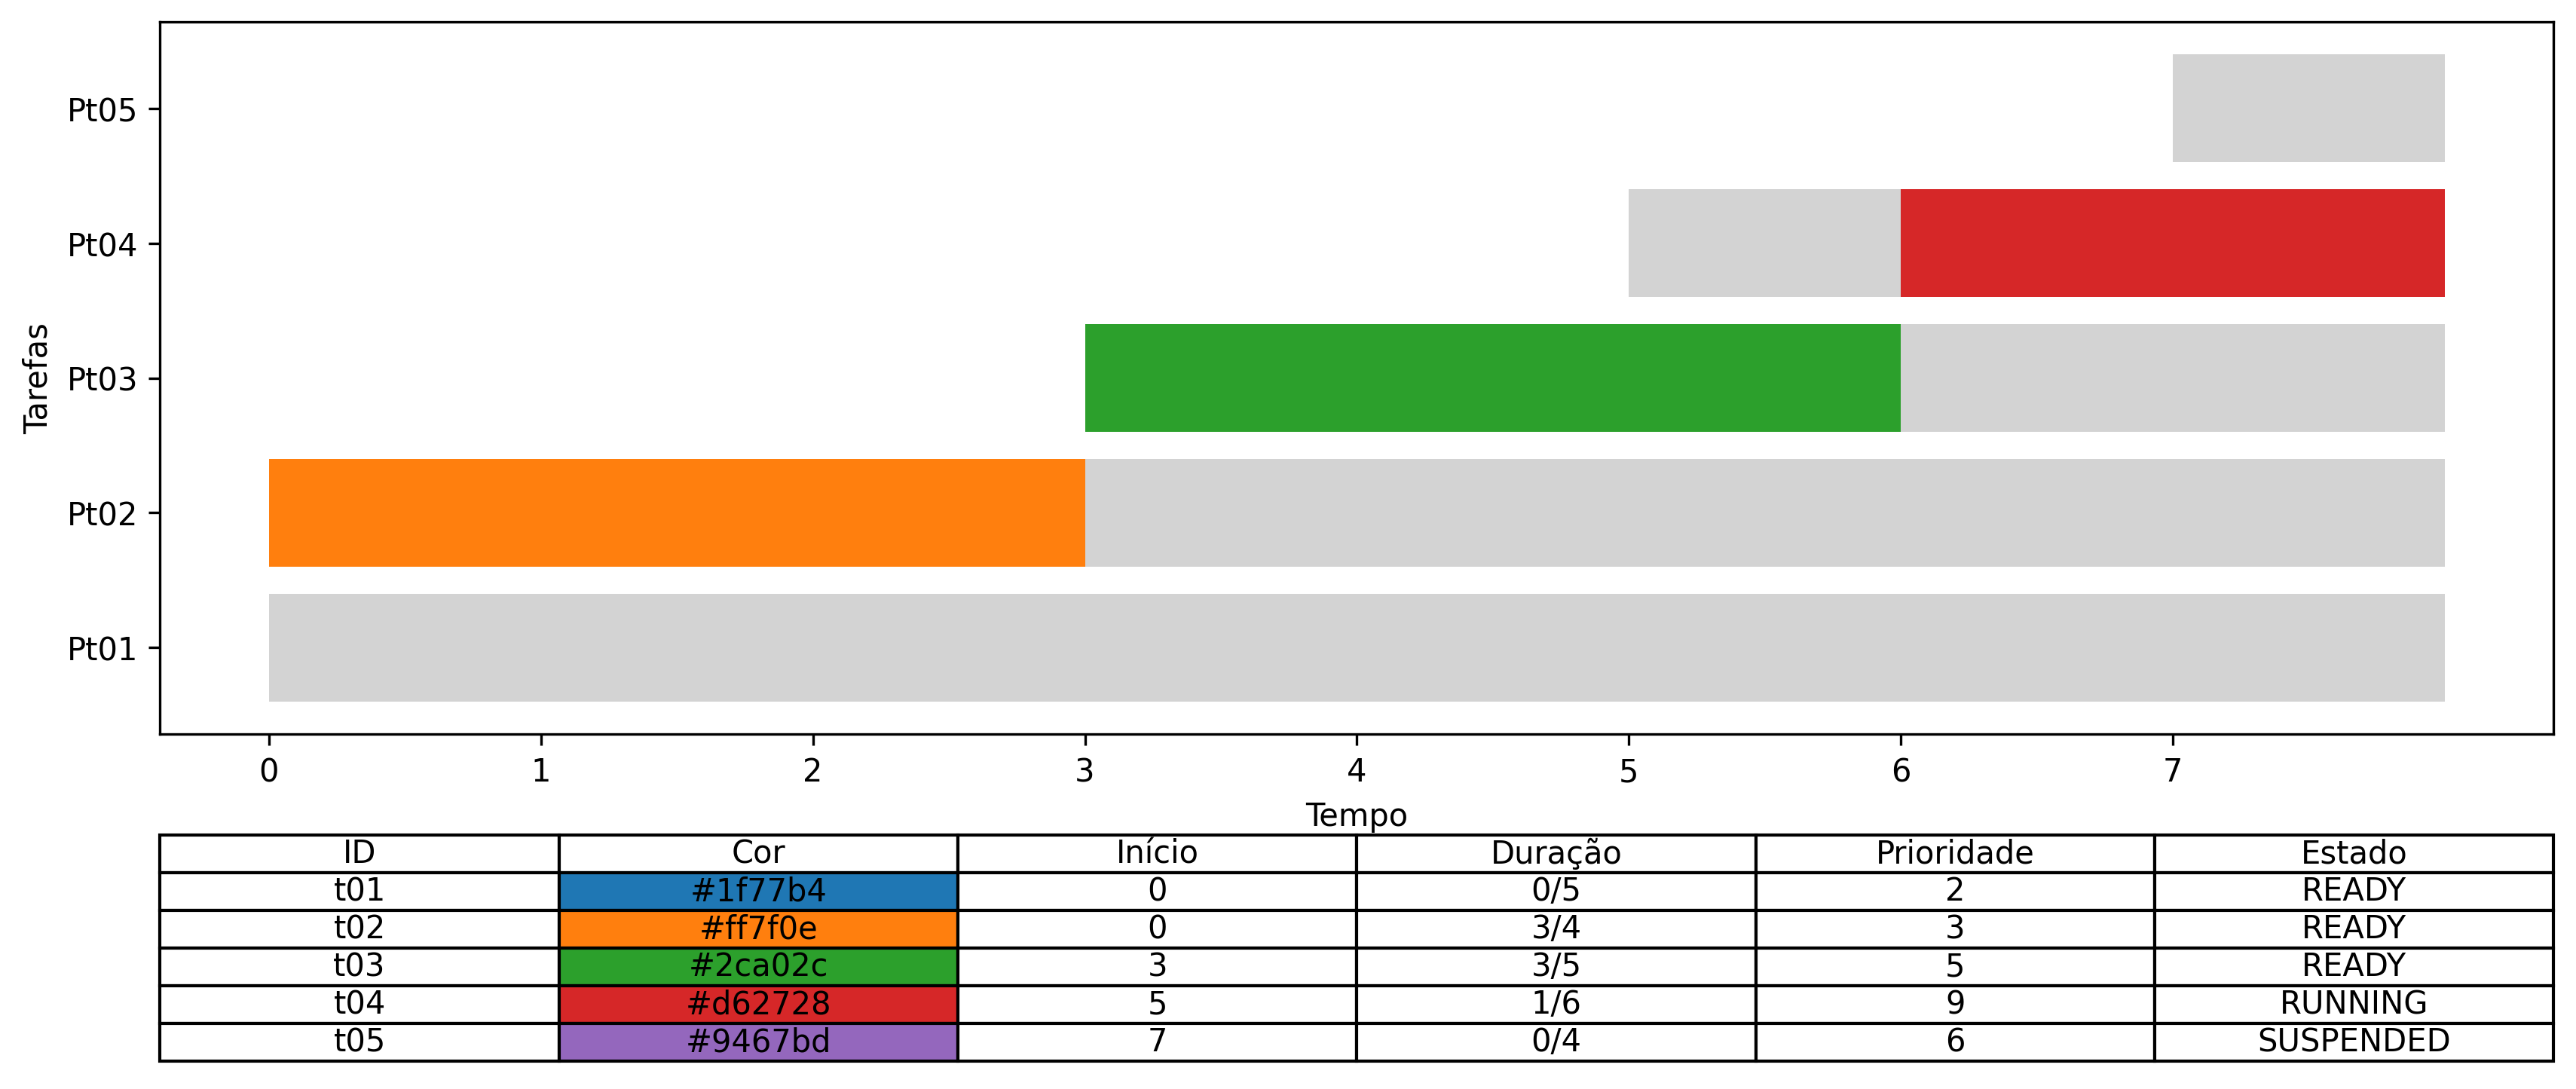 Pt05
Pt04
Pt03
Pt02
Pt01
Tarefas
0 1 2 3 4 5 6 7
Tempo
ID Cor Início Duração Prioridade Estado
t01 #1f77b4 0 0/5 2 READY
t02 #ff7f0e 0 3/4 3 READY
t03 #2ca02c 3 3/5 5 READY
t04 #d62728 5 1/6 9 RUNNING
t05 #9467bd 7 0/4 6 SUSPENDED